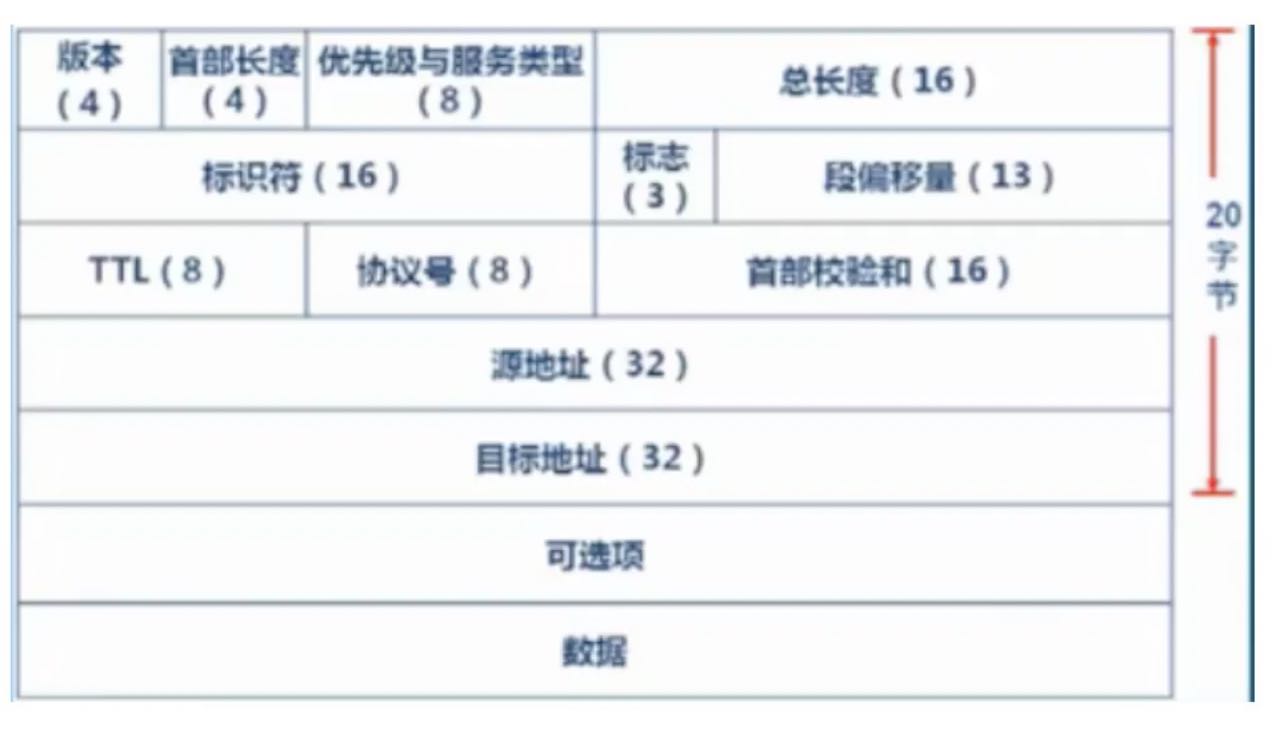 版本
(4)
首部长度
(4)
优先级与服务类型
(8)
总长度(16)
标识符(16)
标志
(3)
段偏移量(13)
TTL(8)
协议号(8)
首部校验和(16)
源地址(32)
目标地址(32)
可选项
数据
20
字
节